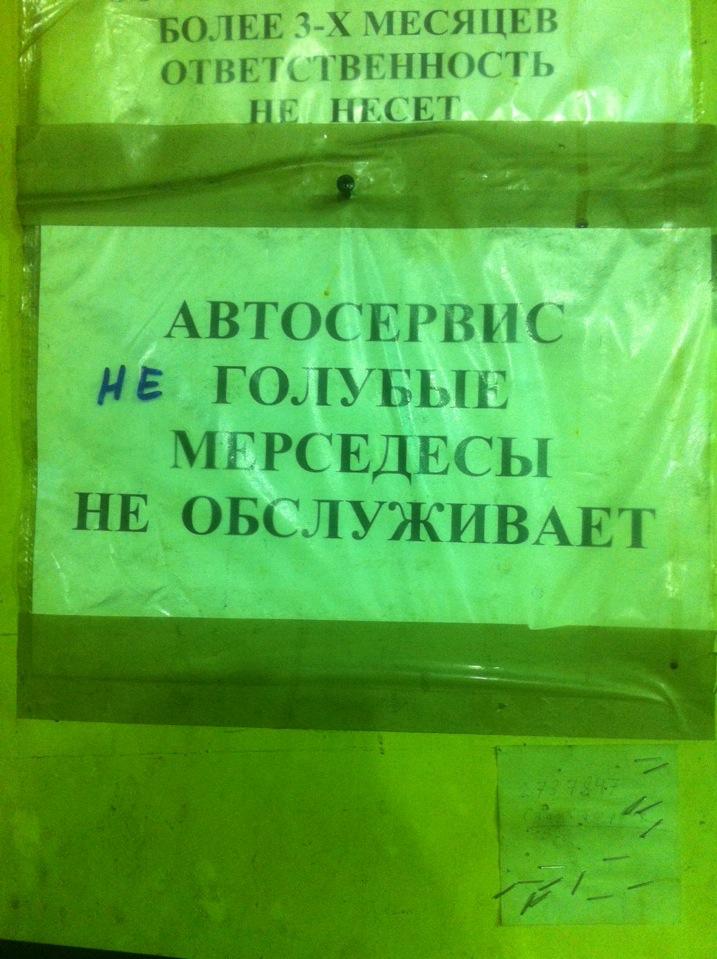 БОЛЕЕ 3-Х МЕСЯЦЕВ
ОТВЕТСТВЕННОСТЬ
НЕ НЕСЕТ
АВТОСЕРВИС
НЕ ГОЛУБЫЕ
МЕРСЕДЕСЫ
НЕ ОБСЛУЖИВАЕТ